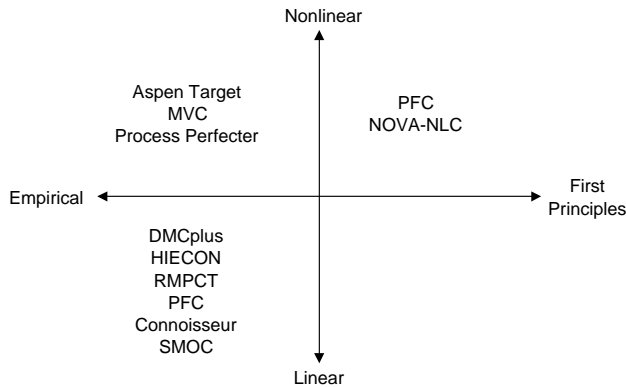 Nonlinear
Aspen Target
MVC
Process Perfecter
PFC
NOVA-NLC
Empirical
First
Principles
DMCplus
HIECON
RMPCT
PFC
Connoisseur
SMOC
Linear